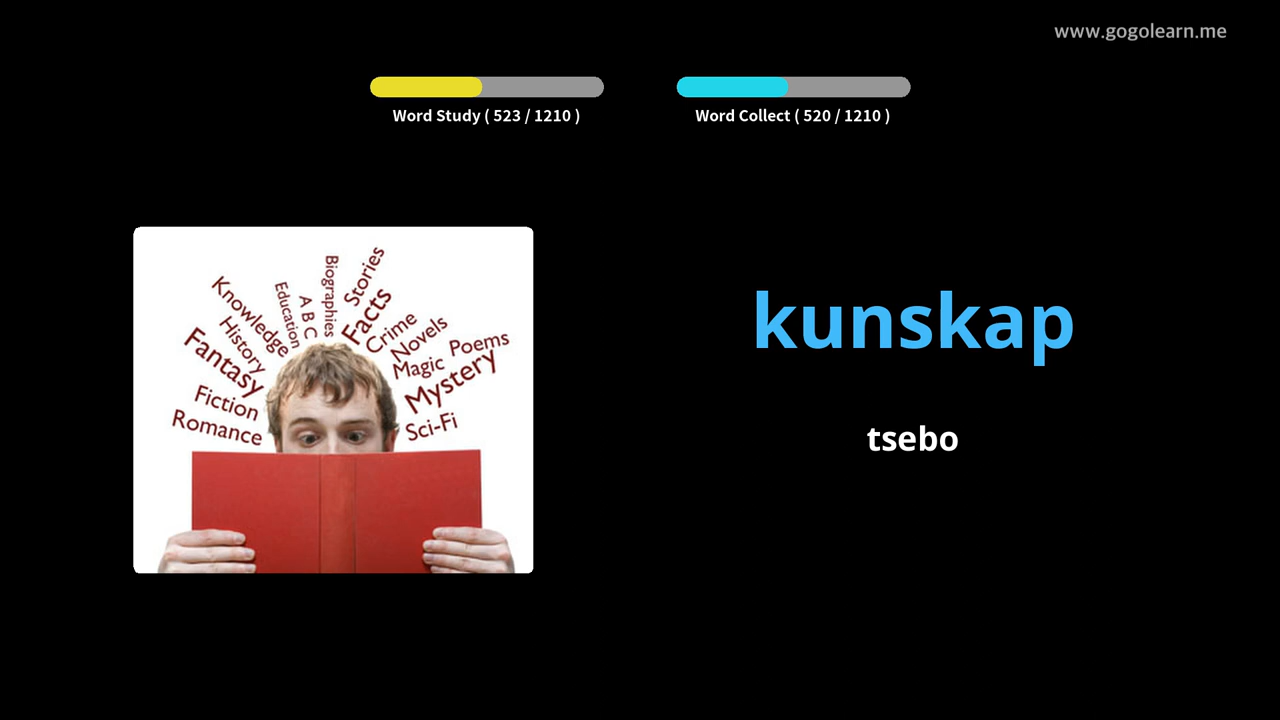 www.gogolearn.me
Word Study ( 523 / 1210 )
Word Collect ( 520 / 1210 )
Romance
Fiction
Fantasy
History
Knowledge
Education
A B C
Biographies
Stories
Facts
Crime
Novels
Magic
Poems
Mystery
Sci-Fi
kunskap
tsebo